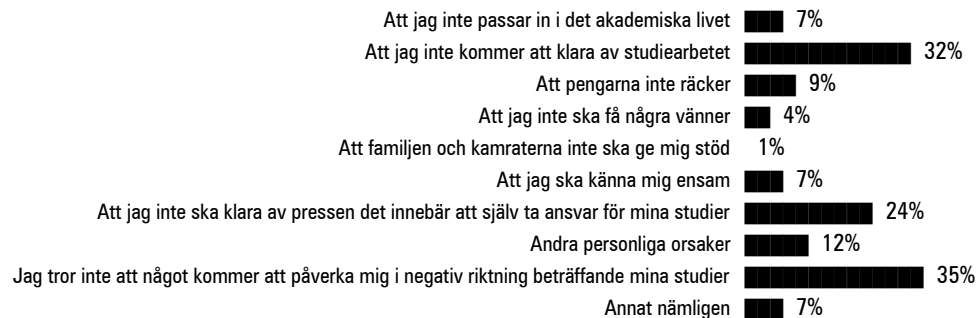 Att jag inte passar in i det akademiska livet 7%
Att jag inte kommer att klara av studiearbetet 32%
Att pengarna inte räcker 9%
Att jag inte ska få några vänner 4%
Att familjen och kamraterna inte ska ge mig stöd 1%
Att jag ska känna mig ensam 7%
Att jag inte ska klara av pressen det innebär att själv ta ansvar för mina studier 24%
Andra personliga orsaker 12%
Jag tror inte att något kommer att påverka mig i negativ riktning beträffande mina studier 35%
Annat nämligen 7%